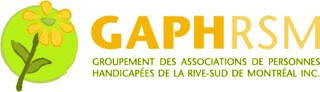 GAPHRSM
GROUPEMENT DES ASSOCIATIONS DE PERSONNES
HANDICAPÉES DE LA RIVE-SUD DE MONTRÉAL INC.